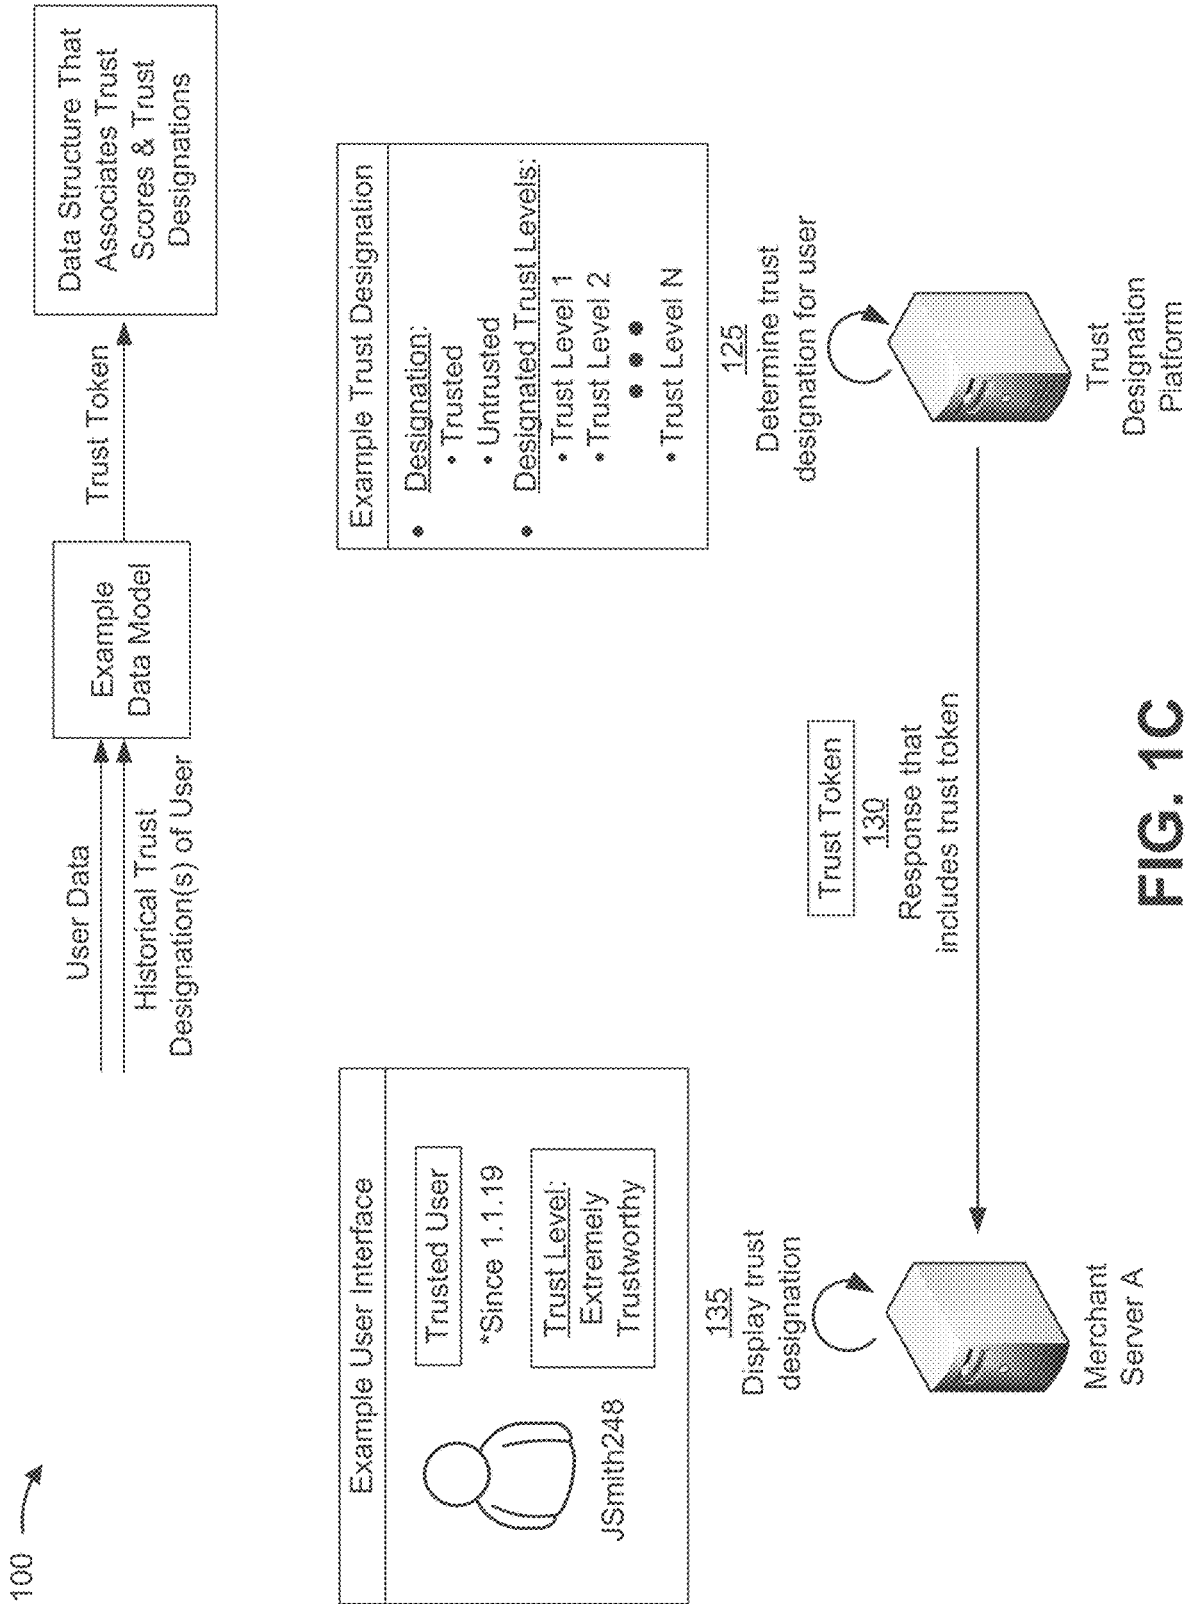 100
User Data
Historical Trust
Designation(s) of User
Example
Data Model
Trust Token
Data Structure That
Associates Trust
Scores & Trust
Designations
Example User Interface
JSmith248
Trusted User
*Since 1.1.19
Trust Level:
Extremely
Trustworthy
135
Display trust
designation
Merchant
Server A
Trust Token
130
Response that
includes trust token
Example Trust Designation
• Designation:
• Trusted
• Untrusted
• Designated Trust Levels:
• Trust Level 1
• Trust Level 2
• • •
• Trust Level N
125
Determine trust
designation for user
Trust
Designation
Platform
FIG. 1C